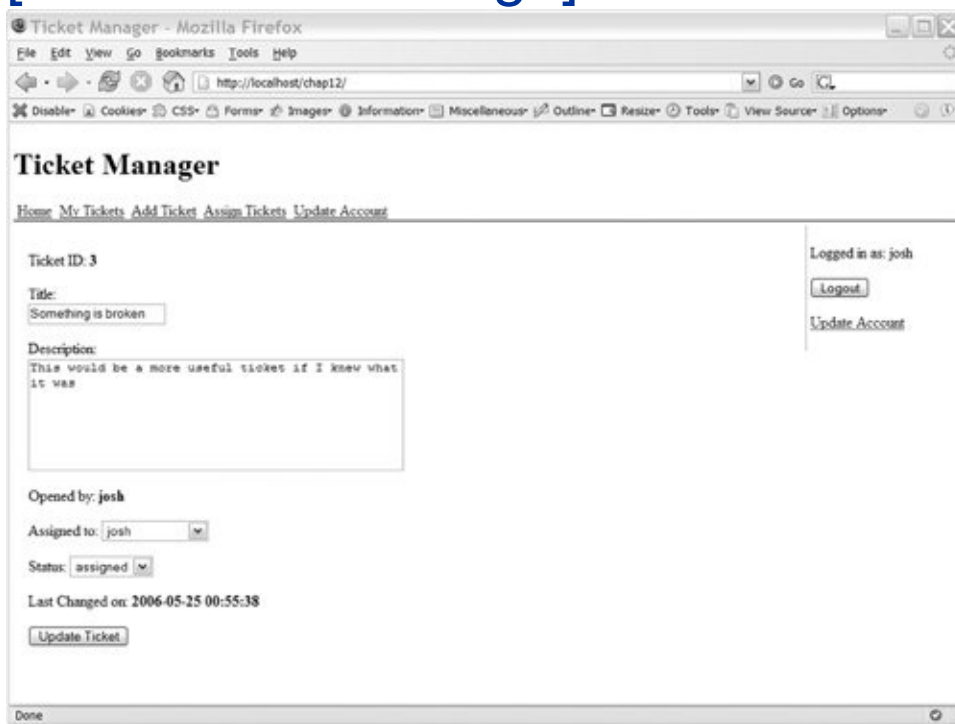 Ticket Manager - Mozilla Firefox
File Edit View Go Bookmarks Tools Help
http://localhost/chap12/ Go
Disable Cookies CSS Forms Images Information Miscellaneous Outline Resize Tools View Source Options
Ticket Manager
Home My Tickets Add Ticket Assign Tickets Update Account
Ticket ID: 3
Title:
Something is broken
Description:
This would be a more useful ticket if I knew what
it was
Opened by: josh
Assigned to: josh
Status: assigned
Last Changed on: 2006-05-25 00:55:38
Update Ticket
Logged in as: josh
Logout
Update Account
Done